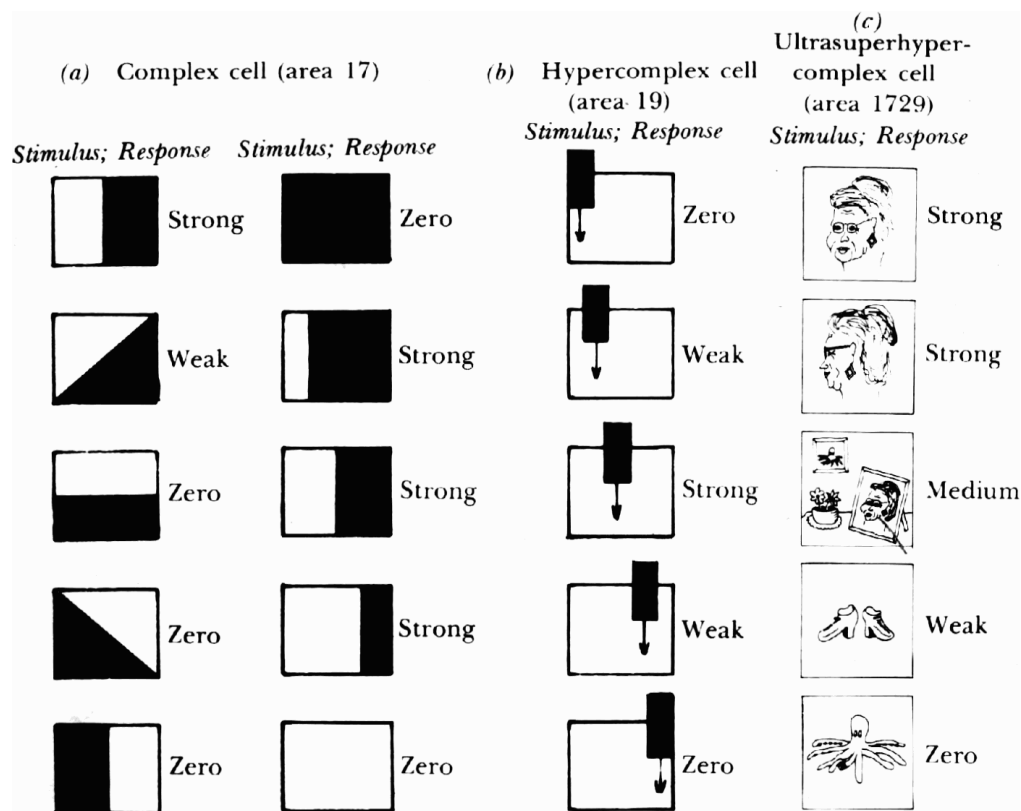 (a) Complex cell (area 17)
Stimulus; Response
Strong
Weak
Zero
Zero
Zero
Stimulus; Response
Zero
Strong
Strong
Strong
Zero
(b) Hypercomplex cell
(area 19)
Stimulus; Response
Zero
Weak
Strong
Weak
Zero
(c)
Ultrasuperhyper-
complex cell
(area 1729)
Stimulus; Response
Strong
Strong
Medium
Weak
Zero